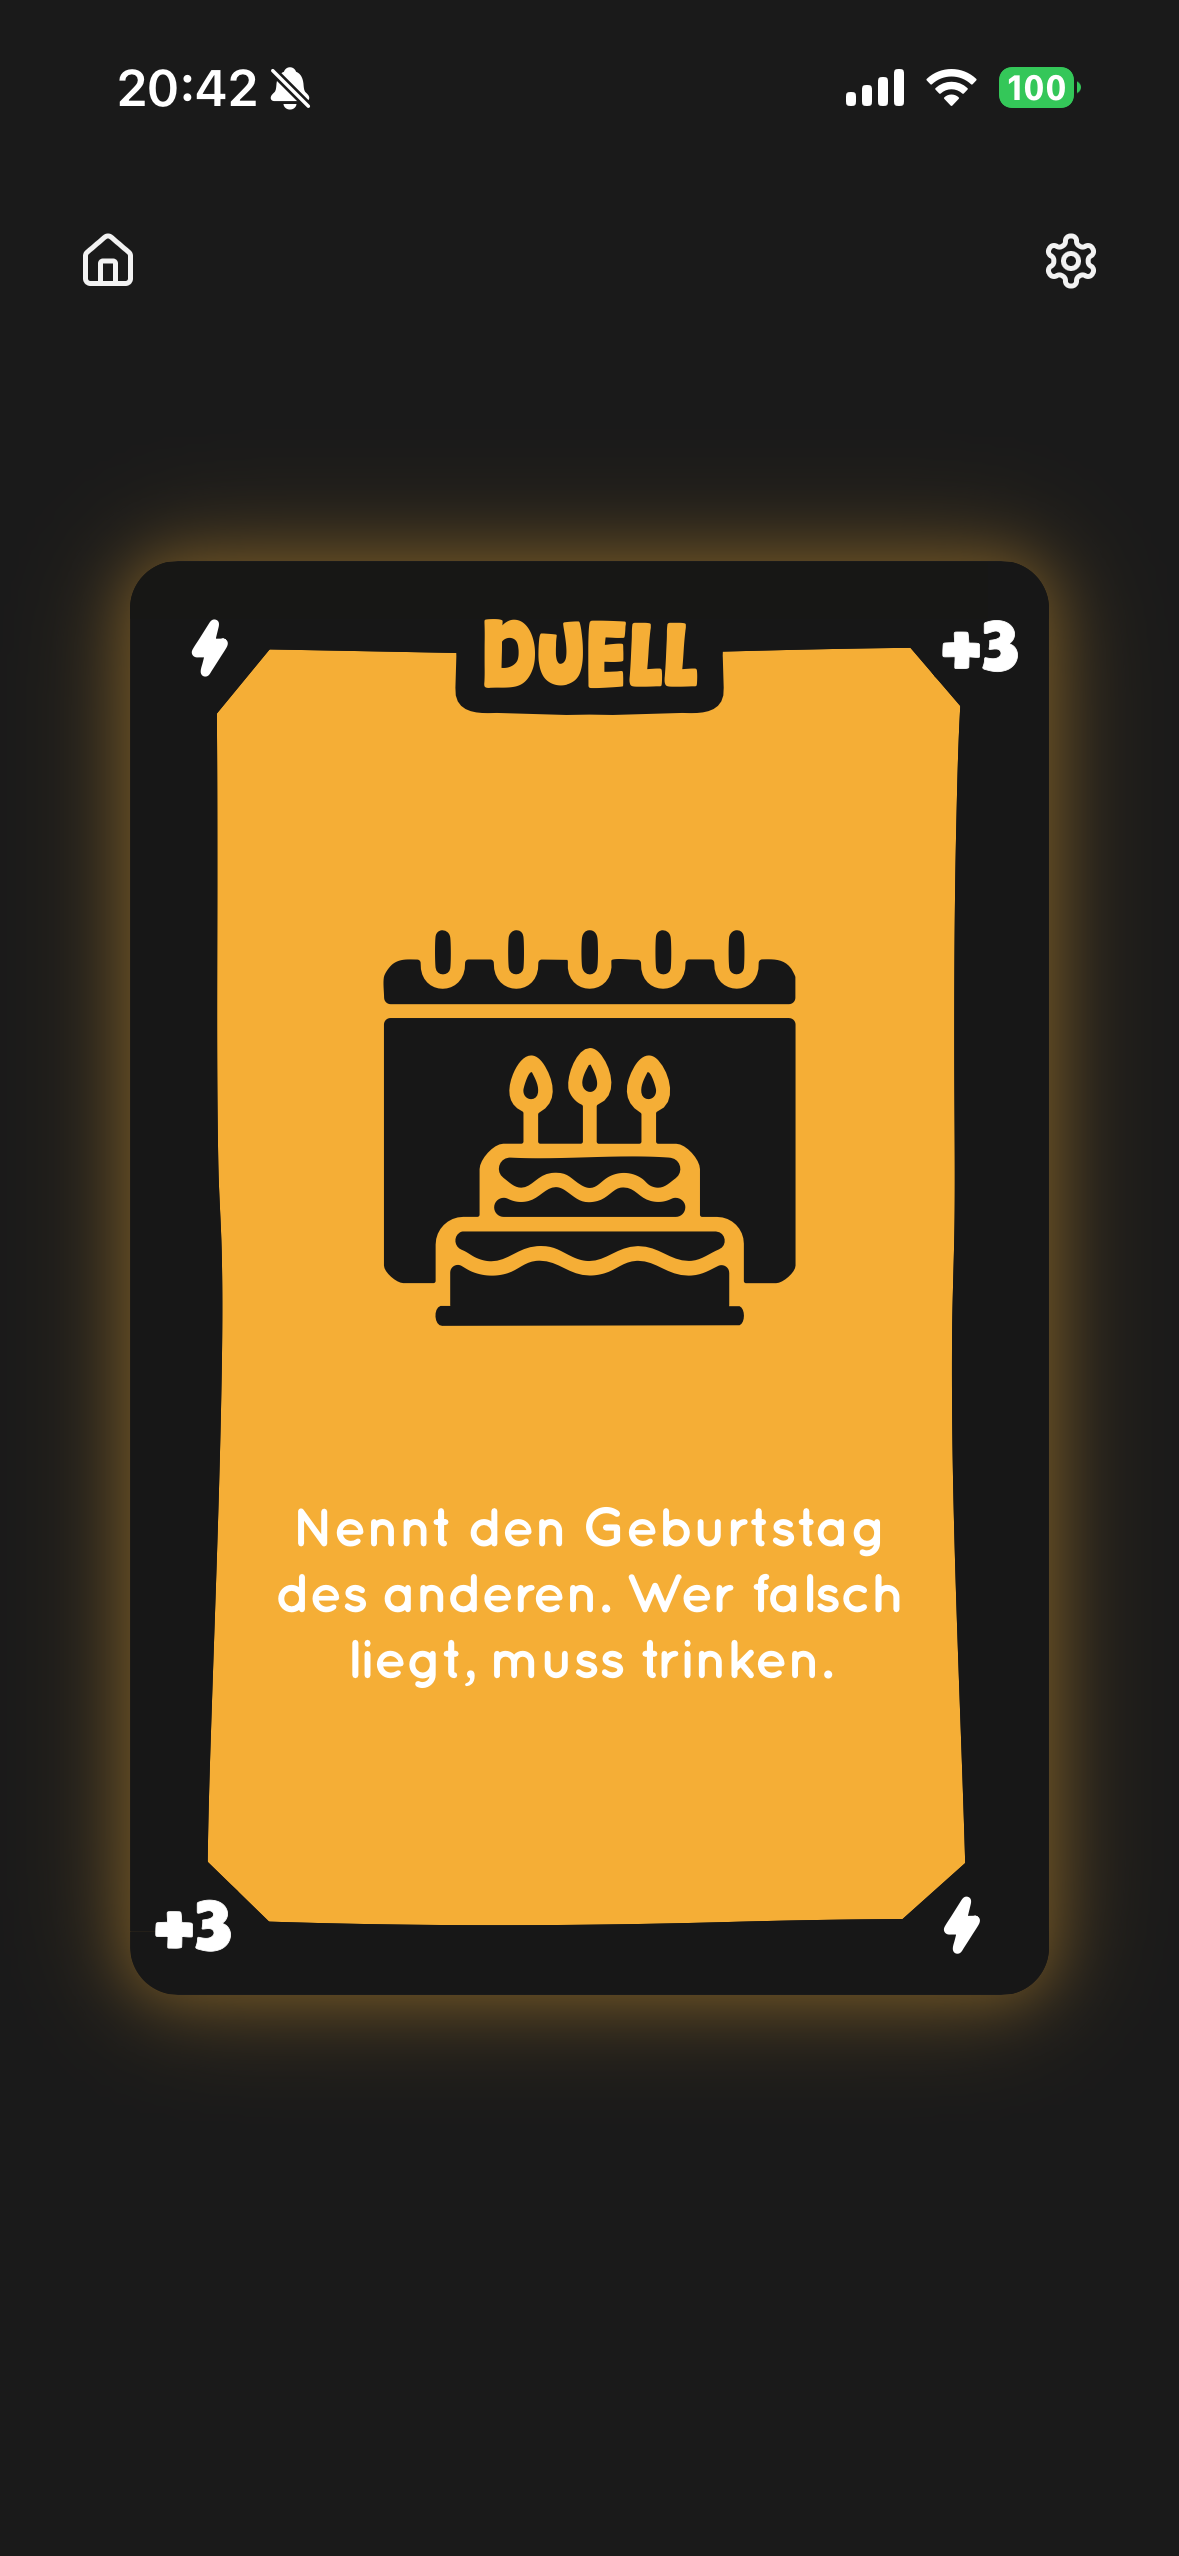 20:42
100
DUELL
+3
Nennt den Geburtstag
des anderen. Wer falsch
liegt, muss trinken.
+3